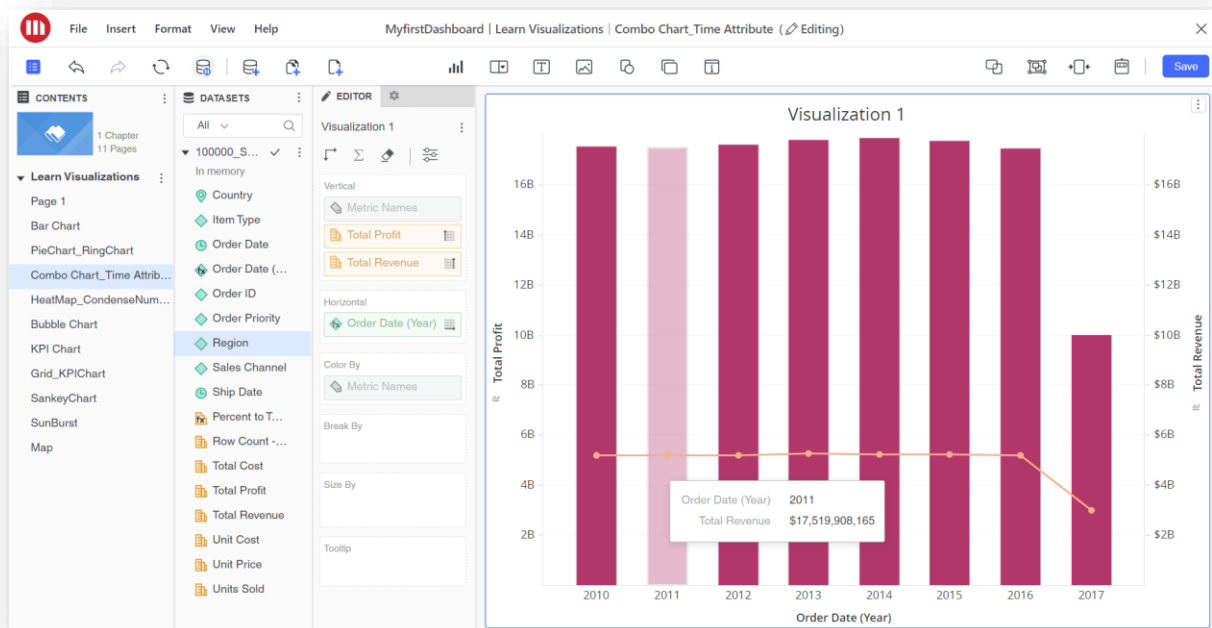 File Insert Format View Help
MyfirstDashboard | Learn Visualizations | Combo Chart_Time Attribute ( Editing)
Save
CONTENTS
1 Chapter
11 Pages
Learn Visualizations
Page 1
Bar Chart
PieChart_RingChart
Combo Chart_Time Attrib...
HeatMap_CondenseNum...
Bubble Chart
KPI Chart
Grid_KPIChart
SankeyChart
SunBurst
Map
DATASETS
All
100000_S...
In memory
Country
Item Type
Order Date
Order Date (...
Order ID
Order Priority
Region
Sales Channel
Ship Date
Percent to T...
Row Count -...
Total Cost
Total Profit
Total Revenue
Unit Cost
Unit Price
Units Sold
EDITOR
Visualization 1
Vertical
Metric Names
Total Profit
Total Revenue
Horizontal
Order Date (Year)
Color By
Metric Names
Break By
Size By
Tooltip
Visualization 1
Total Profit
16B
14B
12B
10B
8B
6B
4B
2B
$16B
$14B
$12B
$10B
$8B
$6B
$4B
$2B
Total Revenue
Order Date (Year) 2011
Total Revenue $17,519,908,165
2010 2011 2012 2013 2014 2015 2016 2017
Order Date (Year)